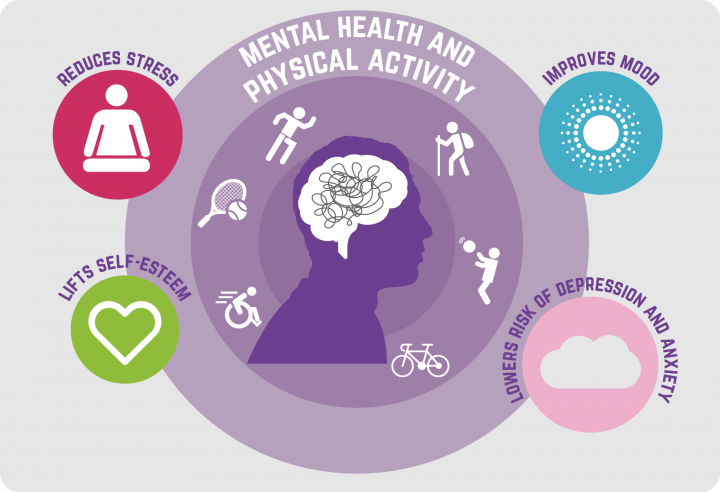 MENTAL HEALTH AND
PHYSICAL ACTIVITY
REDUCES STRESS
IMPROVES MOOD
LIFTS SELF-ESTEEM
LOWERS RISK OF DEPRESSION AND ANXIETY